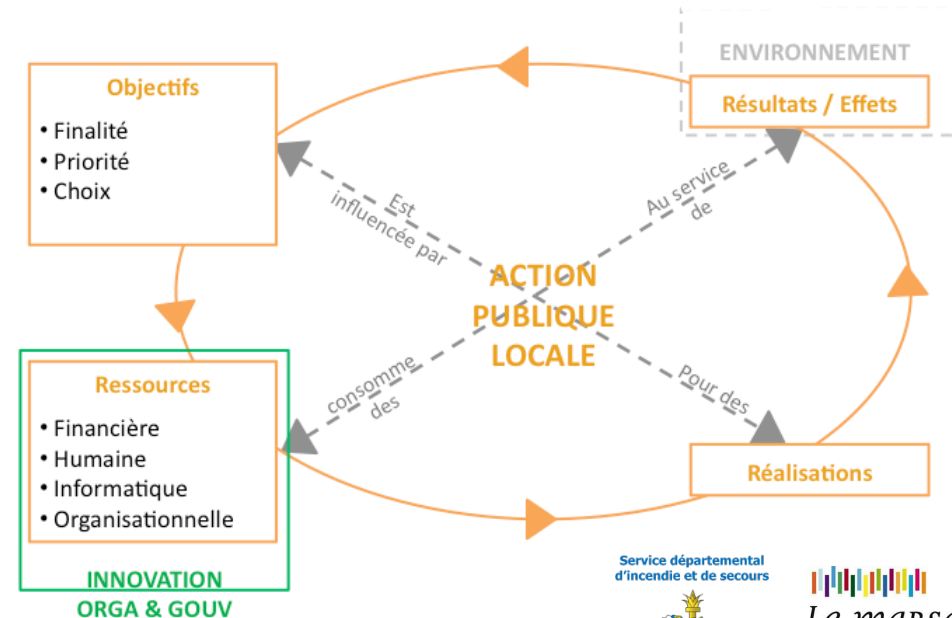 ENVIRONNEMENT
Objectifs
• Finalité
• Priorité
• Choix
Résultats / Effets
Est
influencée par
Au service
de
ACTION
PUBLIQUE
LOCALE
consomme
des
Pour des
Ressources
• Financière
• Humaine
• Informatique
• Organisationnelle
Réalisations
INNOVATION
ORGA & GOUV
Service départemental
d'incendie et de secours
La